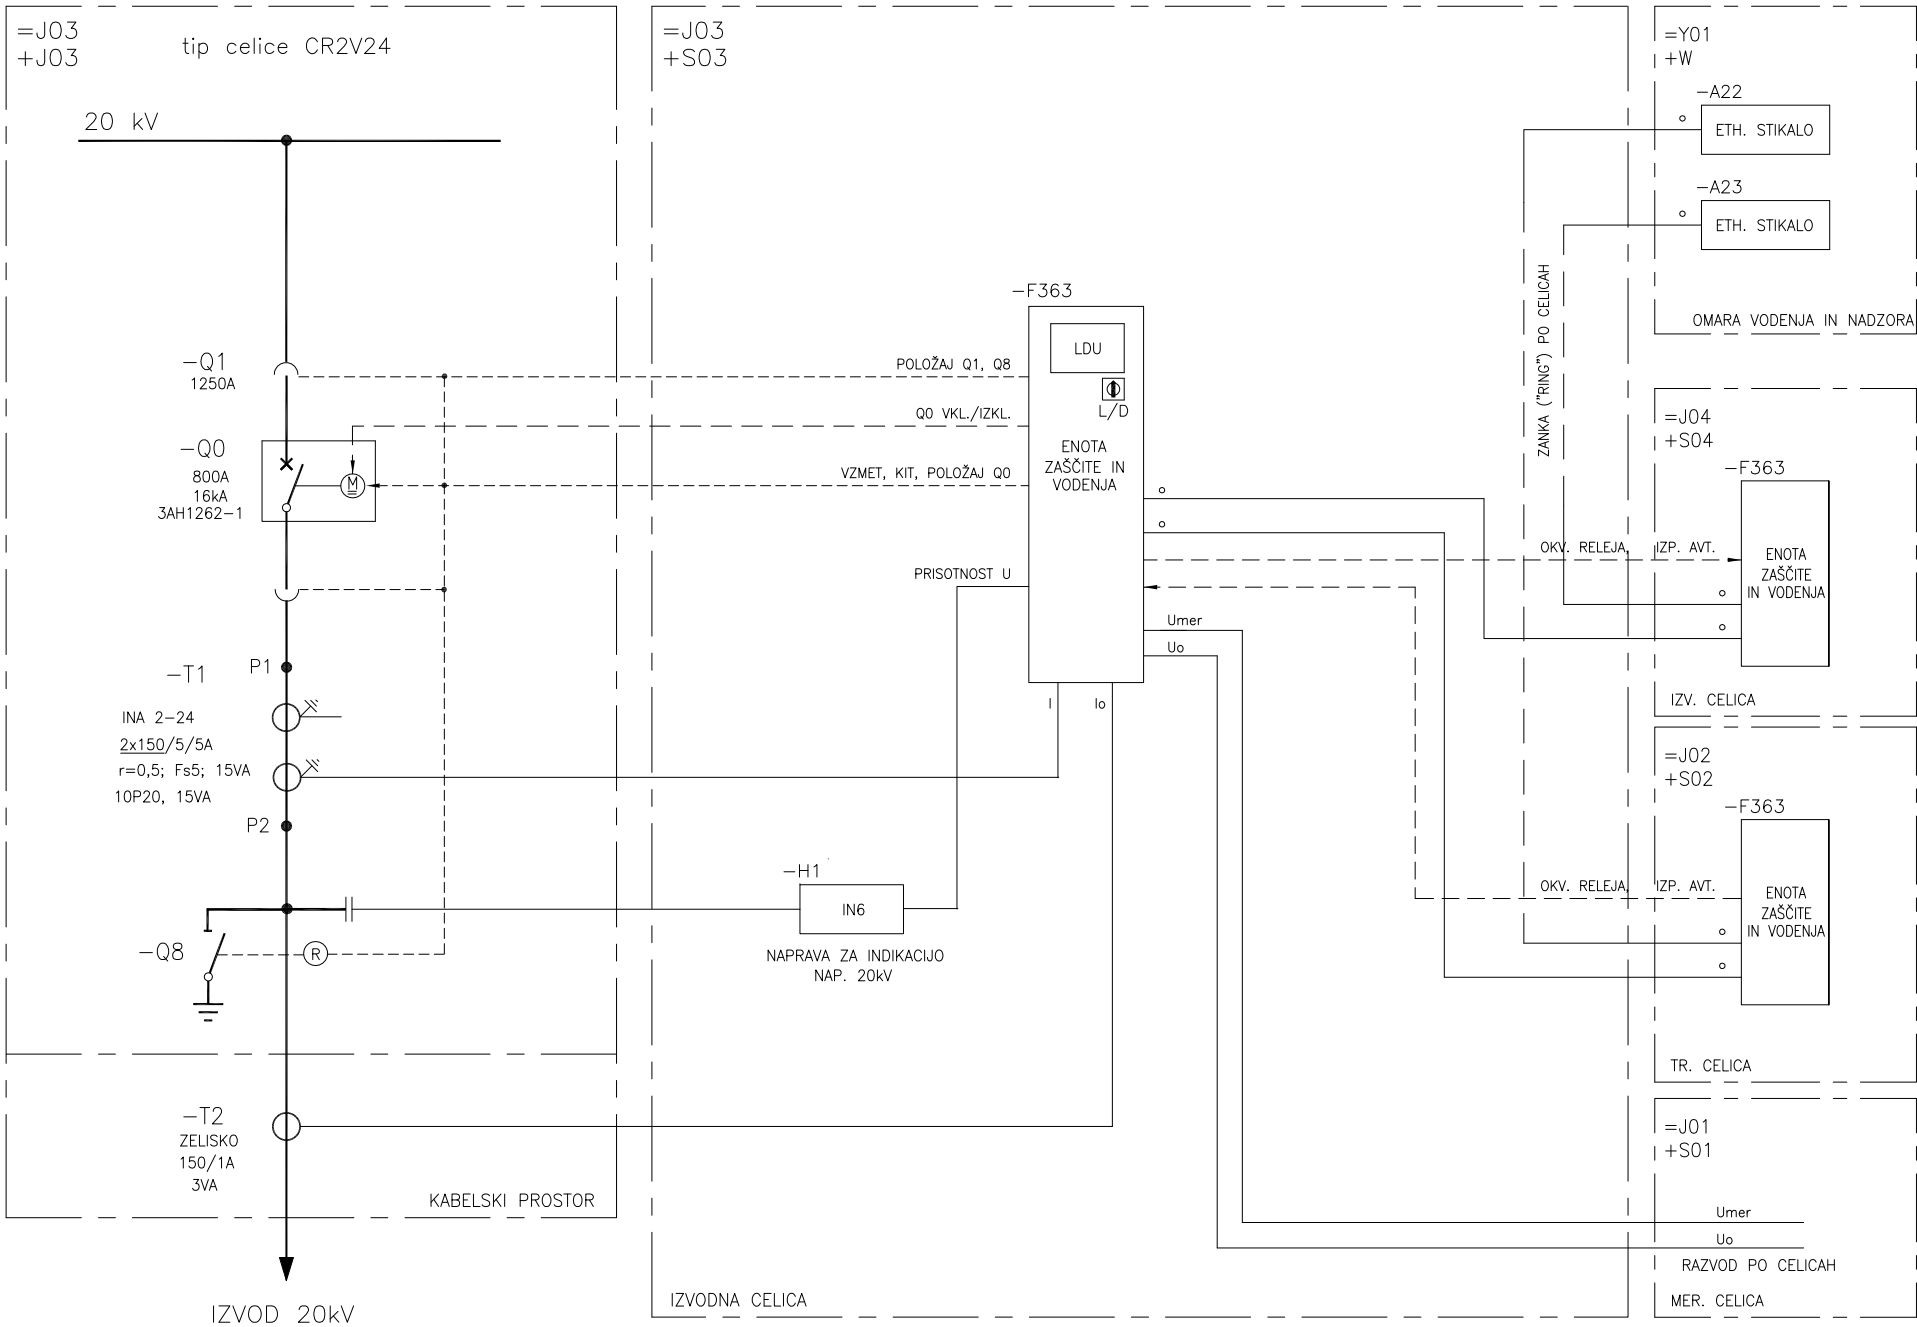 =J03
+J03
tip celice CR2V24
20 kV
-Q1
1250A
-Q0
800A
16kA
3AH1262-1
P1
-T1
INA 2-24
2x150/5/5A
r=0,5; Fs5; 15VA
10P20, 15VA
P2
-Q8
R
M
-T2
ZELISKO
150/1A
3VA
KABELSKI PROSTOR
IZVOD 20kV
=J03
+S03
-F363
LDU
L/D
ENOTA
ZAŠČITE IN
VODENJA
POLOŽAJ Q1, Q8
Q0 VKL./IZKL.
VZMET, KIT, POLOŽAJ Q0
PRISOTNOST U
Umer
Uo
I
Io
-H1
IN6
NAPRAVA ZA INDIKACIJO
NAP. 20kV
IZVODNA CELICA
ZANKA ("RING") PO CELICAH
=Y01
+W
-A22
ETH. STIKALO
-A23
ETH. STIKALO
OMARA VODENJA IN NADZORA
=J04
+S04
-F363
OKV. RELEJA, IZP. AVT.
ENOTA
ZAŠČITE
IN VODENJA
IZV. CELICA
=J02
+S02
-F363
OKV. RELEJA, IZP. AVT.
ENOTA
ZAŠČITE
IN VODENJA
TR. CELICA
=J01
+S01
Umer
Uo
RAZVOD PO CELICAH
MER. CELICA